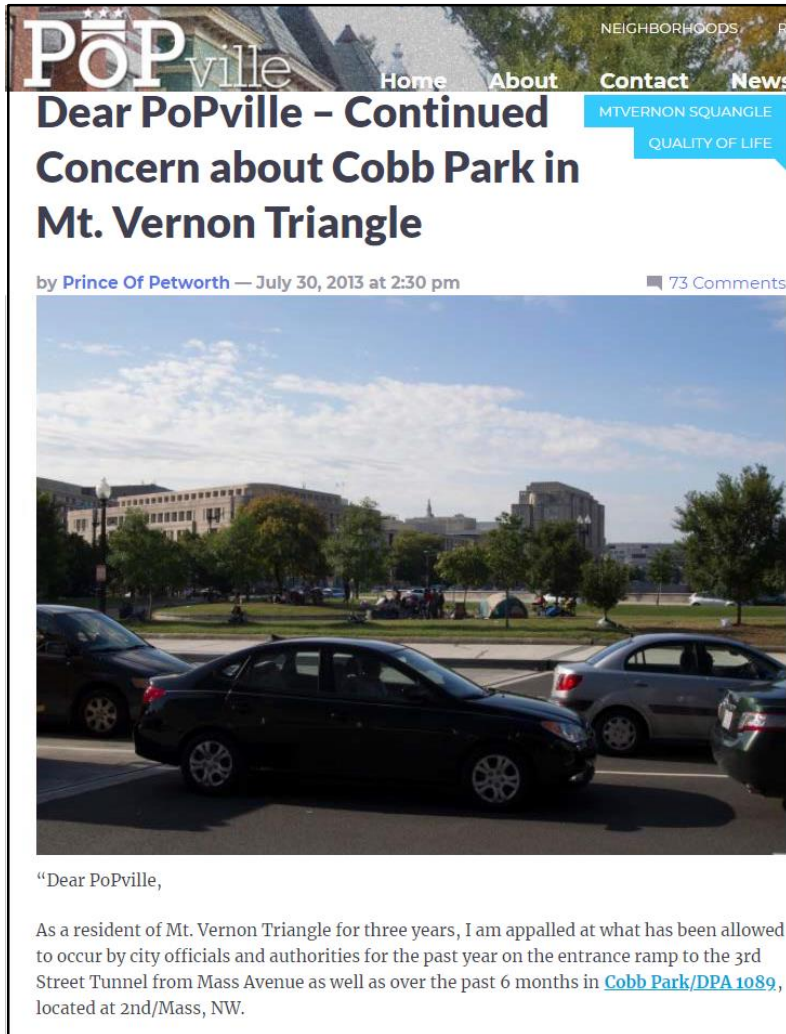 PoPville
NEIGHBORHOODS
Home About Contact News
Dear PoPville – Continued
Concern about Cobb Park in
Mt. Vernon Triangle
MTVERNON SQUANGLE
QUALITY OF LIFE
by Prince Of Petworth — July 30, 2013 at 2:30 pm
73 Comments
“Dear PoPville,
As a resident of Mt. Vernon Triangle for three years, I am appalled at what has been allowed
to occur by city officials and authorities for the past year on the entrance ramp to the 3rd
Street Tunnel from Mass Avenue as well as over the past 6 months in Cobb Park/DPA 1089,
located at 2nd/Mass, NW.